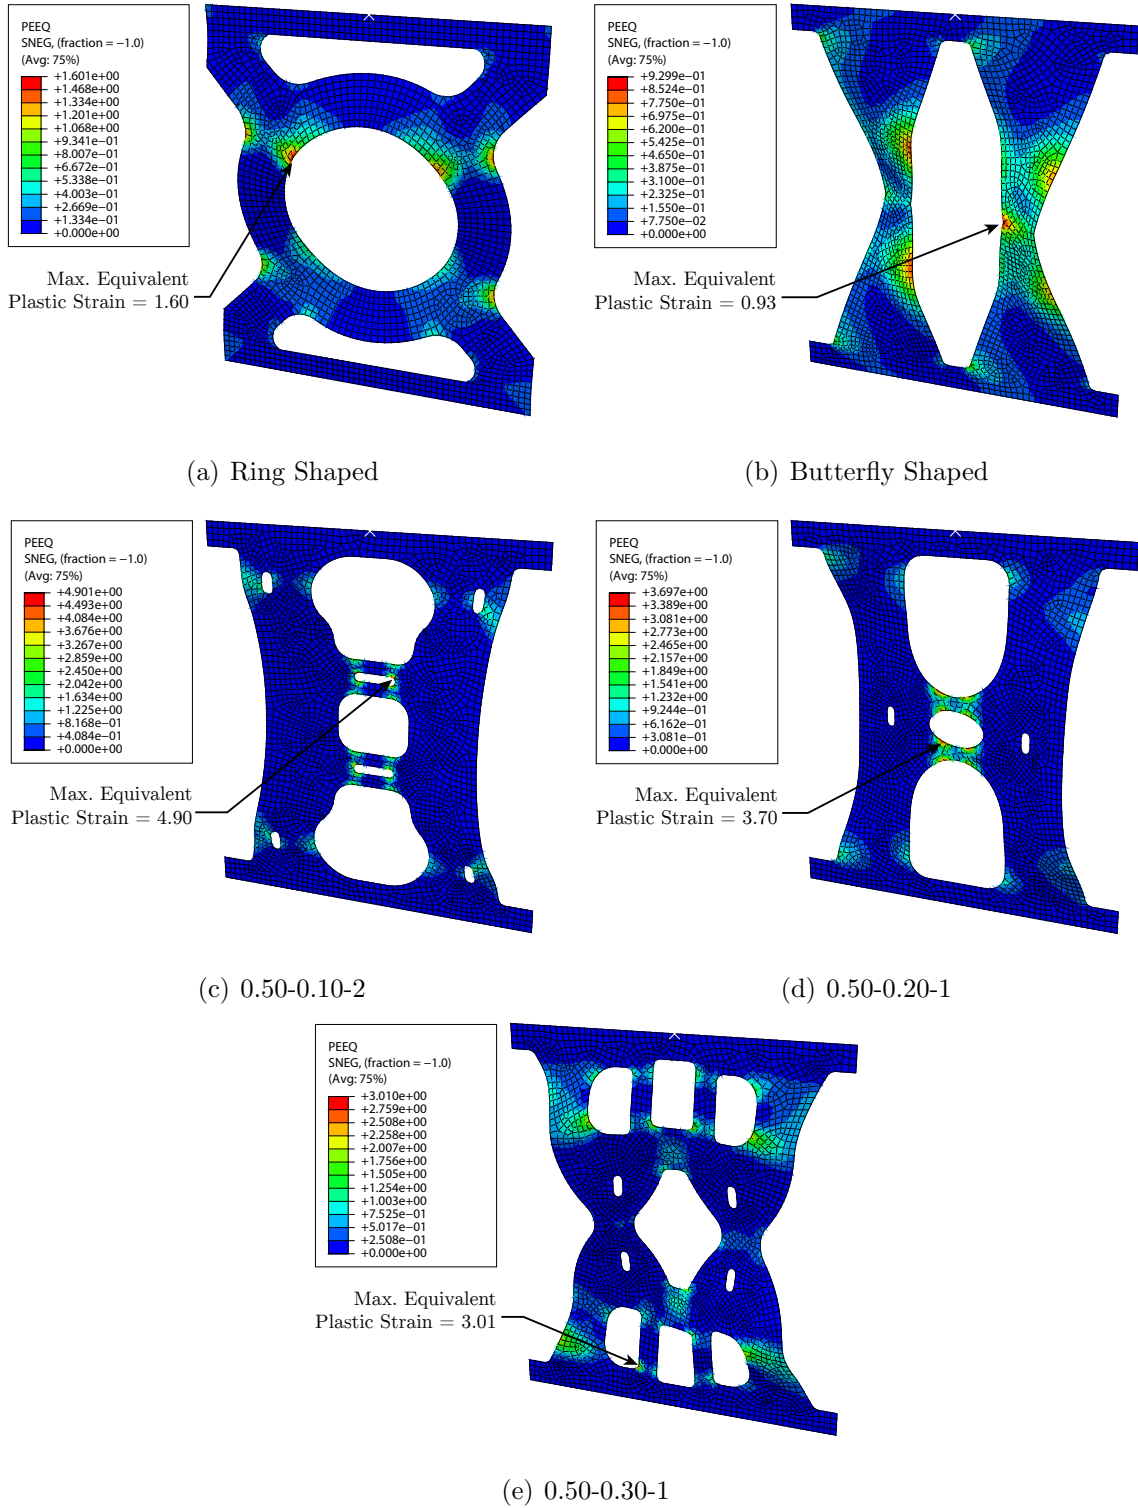 PEEQ
SNEG, (fraction = −1.0)
(Avg: 75%)
+1.601e+00
+1.468e+00
+1.334e+00
+1.201e+00
+1.068e+00
+9.341e−01
+8.007e−01
+6.672e−01
+5.338e−01
+4.003e−01
+2.669e−01
+1.334e−01
+0.000e+00
Max. Equivalent
Plastic Strain = 1.60
(a) Ring Shaped
PEEQ
SNEG, (fraction = −1.0)
(Avg: 75%)
+9.299e−01
+8.524e−01
+7.750e−01
+6.975e−01
+6.200e−01
+5.425e−01
+4.650e−01
+3.875e−01
+3.100e−01
+2.325e−01
+1.550e−01
+7.750e−02
+0.000e+00
Max. Equivalent
Plastic Strain = 0.93
(b) Butterfly Shaped
PEEQ
SNEG, (fraction = −1.0)
(Avg: 75%)
+4.901e+00
+4.493e+00
+4.084e+00
+3.676e+00
+3.267e+00
+2.859e+00
+2.450e+00
+2.042e+00
+1.634e+00
+1.225e+00
+8.168e−01
+4.084e−01
+0.000e+00
Max. Equivalent
Plastic Strain = 4.90
(c) 0.50-0.10-2
PEEQ
SNEG, (fraction = −1.0)
(Avg: 75%)
+3.697e+00
+3.389e+00
+3.081e+00
+2.773e+00
+2.465e+00
+2.157e+00
+1.849e+00
+1.541e+00
+1.232e+00
+9.244e−01
+6.162e−01
+3.081e−01
+0.000e+00
Max. Equivalent
Plastic Strain = 3.70
(d) 0.50-0.20-1
PEEQ
SNEG, (fraction = −1.0)
(Avg: 75%)
+3.010e+00
+2.759e+00
+2.508e+00
+2.258e+00
+2.007e+00
+1.756e+00
+1.505e+00
+1.254e+00
+1.003e+00
+7.525e−01
+5.017e−01
+2.508e−01
+0.000e+00
Max. Equivalent
Plastic Strain = 3.01
(e) 0.50-0.30-1